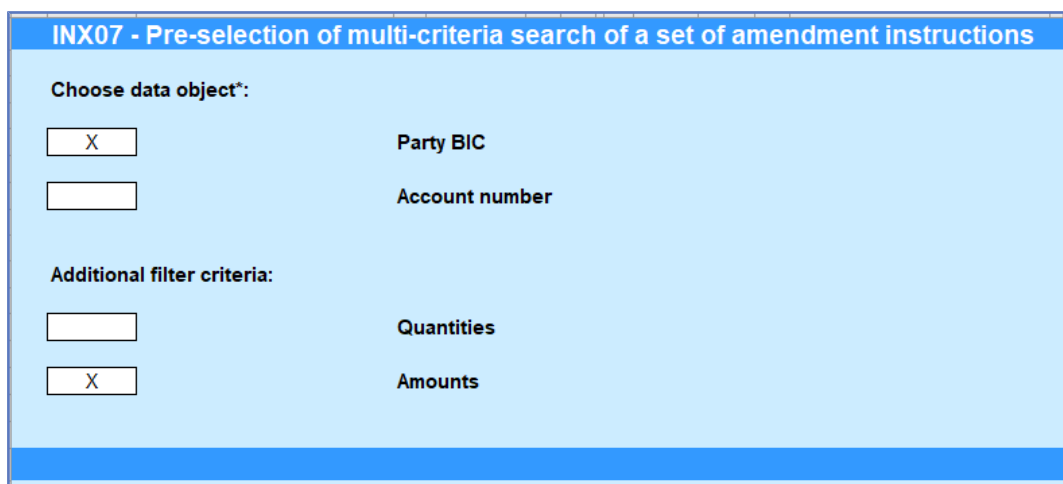 INX07 - Pre-selection of multi-criteria search of a set of amendment instructions
Choose data object*:
X Party BIC
Account number
Additional filter criteria:
Quantities
X Amounts